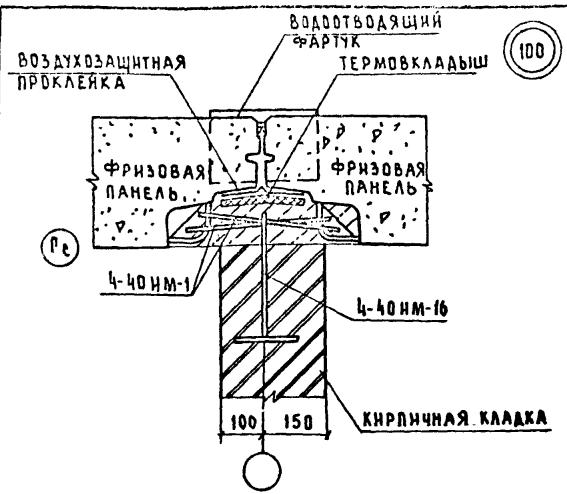 ВОДООТВОДЯЩИЙ
ФАРТУК
100
ВОЗДУХОЗАЩИТНАЯ
ПРОКЛЕЙКА
ТЕРМОВКЛАДЫШ
ФРИЗОВАЯ
ПАНЕЛЬ
ФРИЗОВАЯ
ПАНЕЛЬ
4-40НМ-1
4-40НМ-16
100
150
КИРПИЧНАЯ КЛАДКА